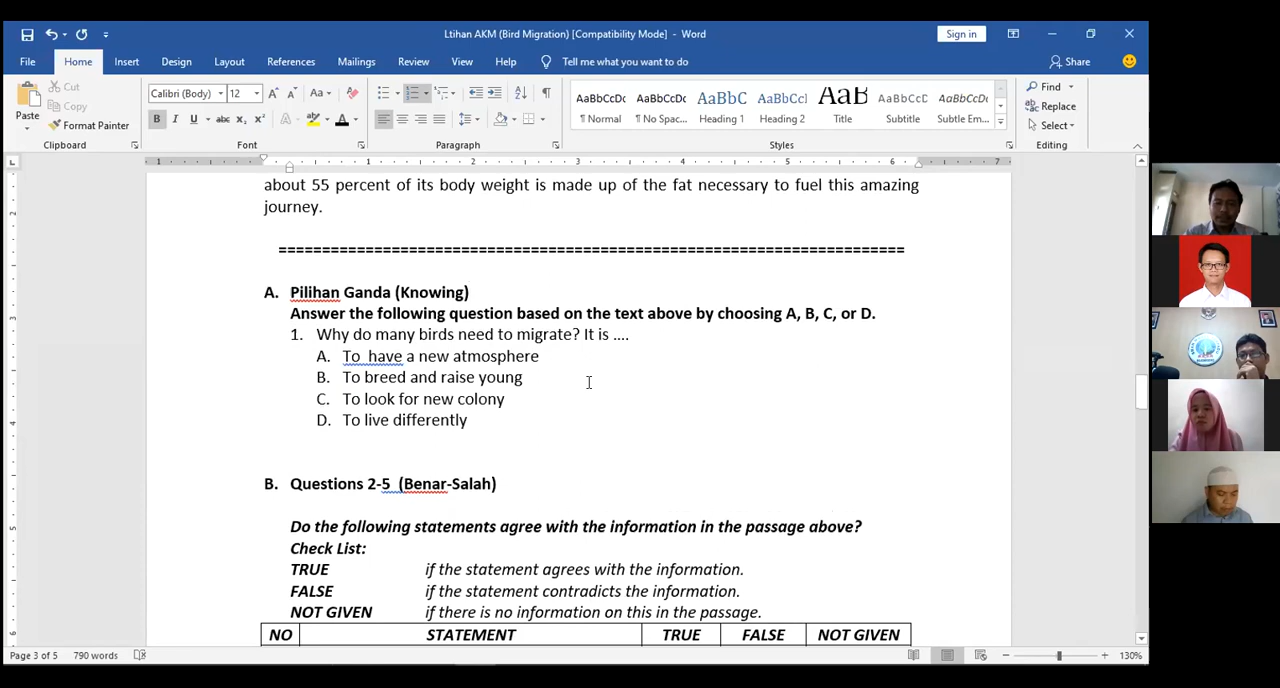 Ltihan AKM (Bird Migration) [Compatibility Mode] - Word
Sign in
File Home Insert Design Layout References Mailings Review View Help Tell me what you want to do Share
Paste Cut Copy Format Painter
Calibri (Body) 12
AaBbCcDc AaBbCcDc AaBbC AaBbCcI AaB AaBbCcD AaBbCcDc
¶ Normal ¶ No Spac... Heading 1 Heading 2 Title Subtitle Subtle Em...
Find Replace Select
Clipboard Font Paragraph Styles Editing
about 55 percent of its body weight is made up of the fat necessary to fuel this amazing
journey.
A. Pilihan Ganda (Knowing)
Answer the following question based on the text above by choosing A, B, C, or D.
1. Why do many birds need to migrate? It is ....
A. To have a new atmosphere
B. To breed and raise young
C. To look for new colony
D. To live differently
B. Questions 2-5 (Benar-Salah)
Do the following statements agree with the information in the passage above?
Check List:
TRUE if the statement agrees with the information.
FALSE if the statement contradicts the information.
NOT GIVEN if there is no information on this in the passage.
NO STATEMENT TRUE FALSE NOT GIVEN
Page 3 of 5 790 words 130%